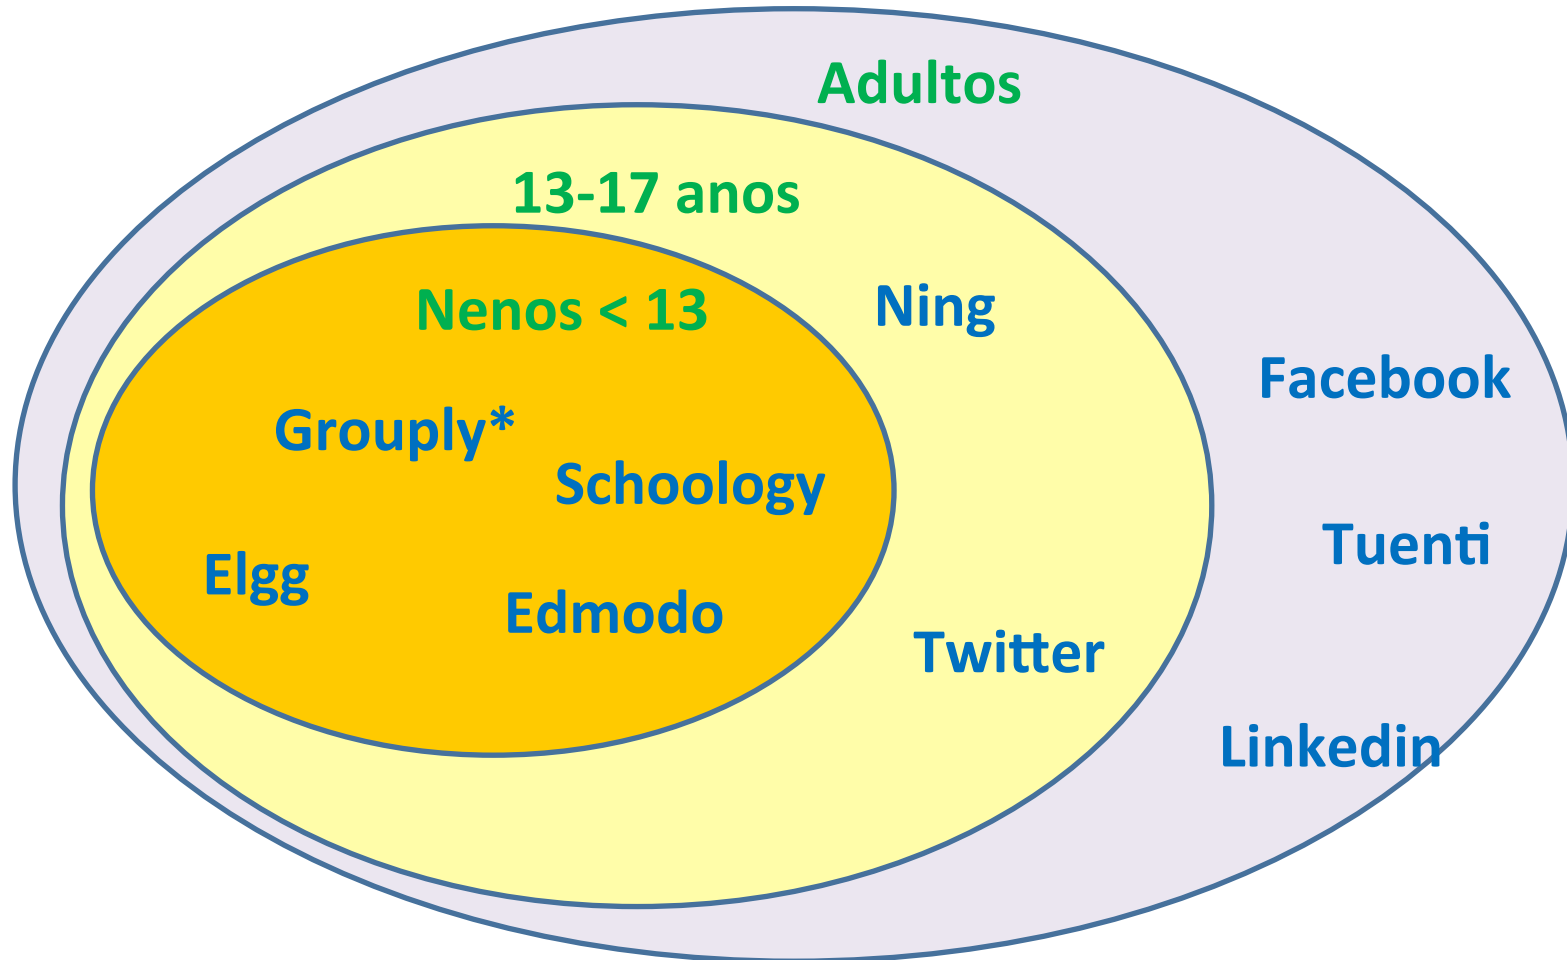 Adultos
13-17 anos
Nenos < 13
Ning
Facebook
Grouply*
Schoology
Tuenti
Elgg
Edmodo
Twitter
Linkedin